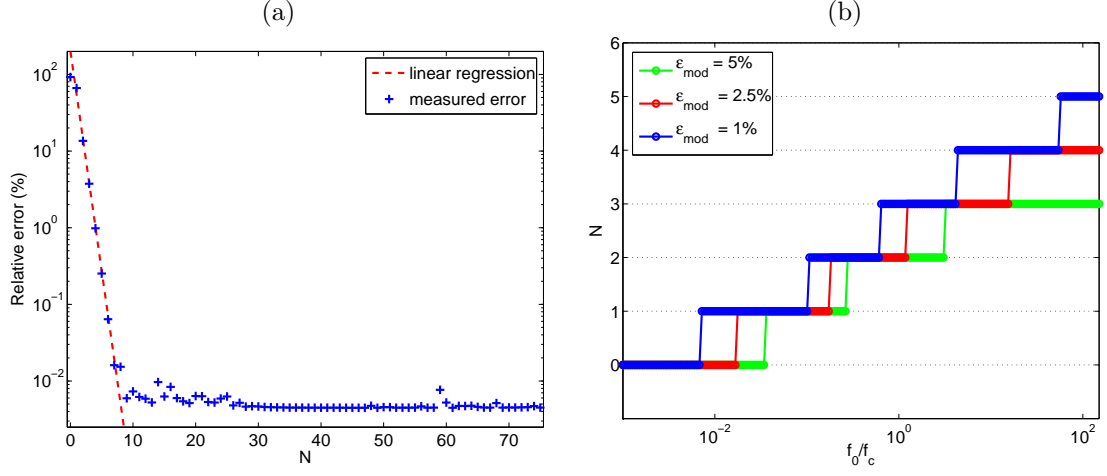 (a)
(b)
10^2
10^1
10^0
10^-1
10^-2
Relative error (%)
0 10 20 30 40 50 60 70
N
linear regression
measured error
6
5
4
3
2
1
0
N
10^-2 10^0 10^2
f_0/f_c
ε_mod = 5%
ε_mod = 2.5%
ε_mod = 1%